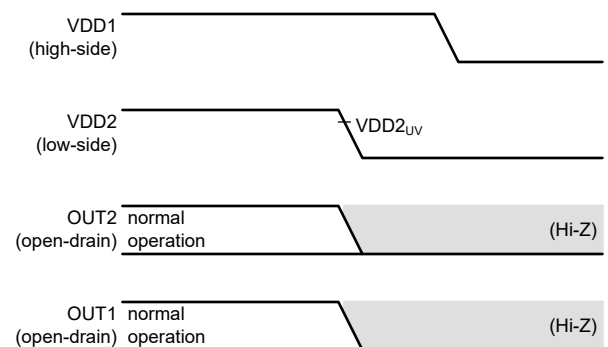 VDD1
(high-side)
VDD2
(low-side)
VDD2UV
OUT2
(open-drain)
normal
operation
(Hi-Z)
OUT1
(open-drain)
normal
operation
(Hi-Z)